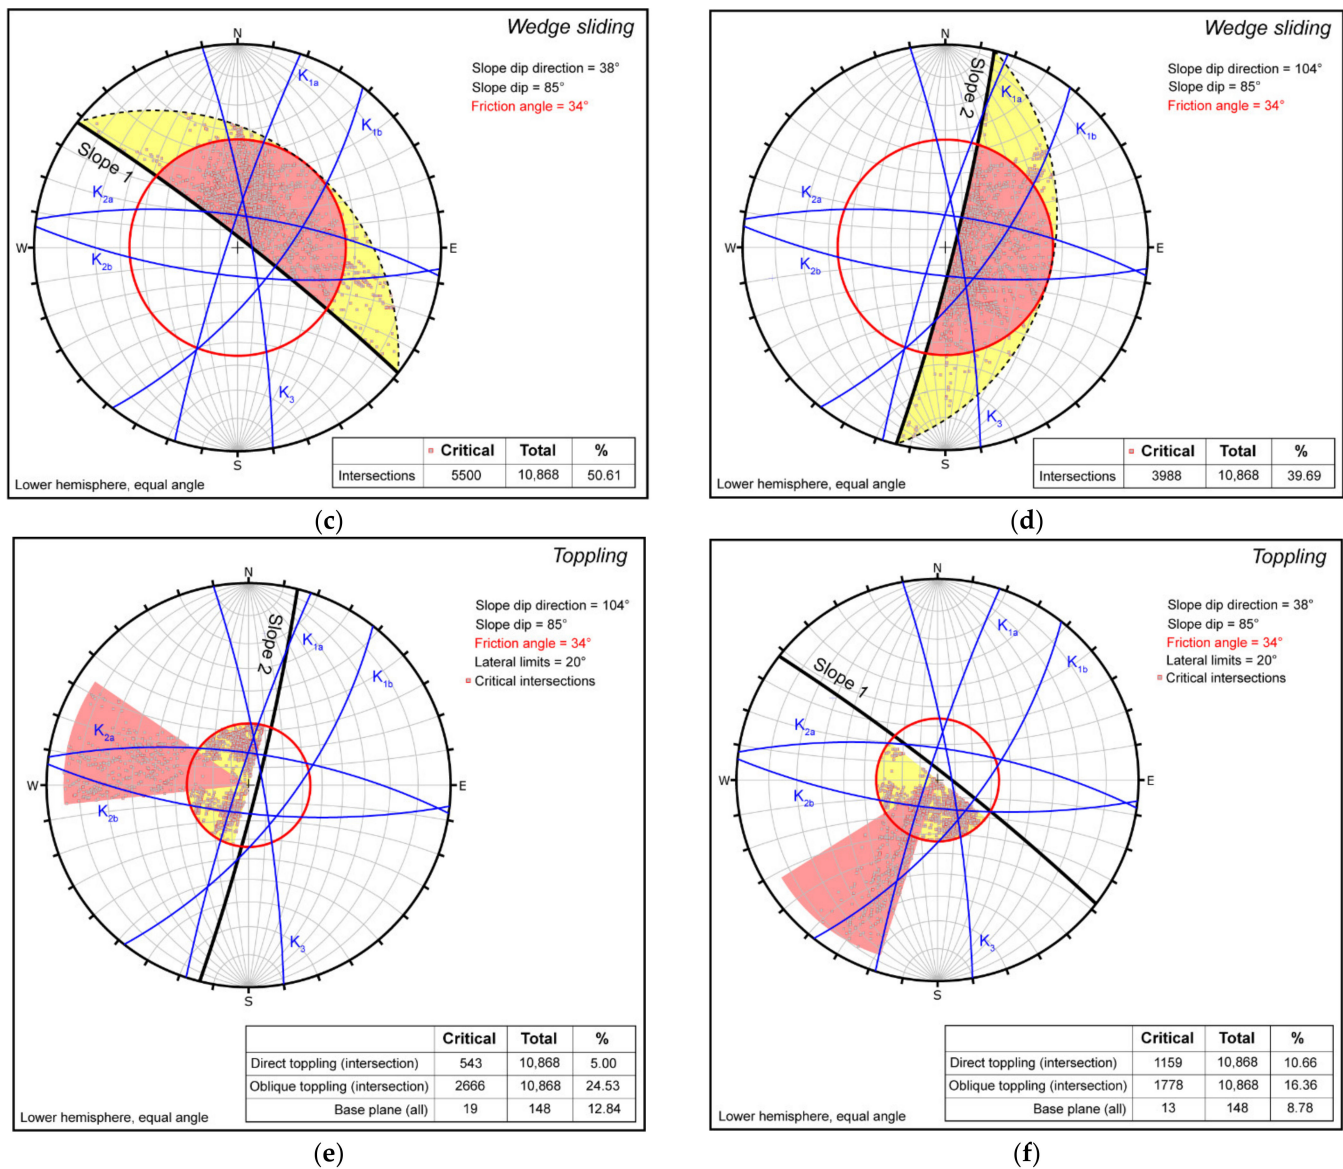 Wedge sliding
Slope dip direction = 38°
Slope dip = 85°
Friction angle = 34°
N
K1a
K1b
Slope 1
K2a
W
E
K2b
K3
S
Critical Total %
Intersections 5500 10,868 50.61
Lower hemisphere, equal angle
(c)
Wedge sliding
Slope dip direction = 104°
Slope dip = 85°
Friction angle = 34°
N
Slope 2
K1a
K1b
K2a
W
E
K2b
K3
S
Critical Total %
Intersections 3988 10,868 39.69
Lower hemisphere, equal angle
(d)
Toppling
Slope dip direction = 104°
Slope dip = 85°
Friction angle = 34°
Lateral limits = 20°
Critical intersections
N
Slope 2
K1a
K1b
K2a
W
E
K2b
K3
S
Critical Total %
Direct toppling (intersection) 543 10,868 5.00
Oblique toppling (intersection) 2666 10,868 24.53
Base plane (all) 19 148 12.84
Lower hemisphere, equal angle
(e)
Toppling
Slope dip direction = 38°
Slope dip = 85°
Friction angle = 34°
Lateral limits = 20°
Critical intersections
N
K1a
K1b
Slope 1
K2a
W
E
K2b
K3
S
Critical Total %
Direct toppling (intersection) 1159 10,868 10.66
Oblique toppling (intersection) 1778 10,868 16.36
Base plane (all) 13 148 8.78
Lower hemisphere, equal angle
(f)